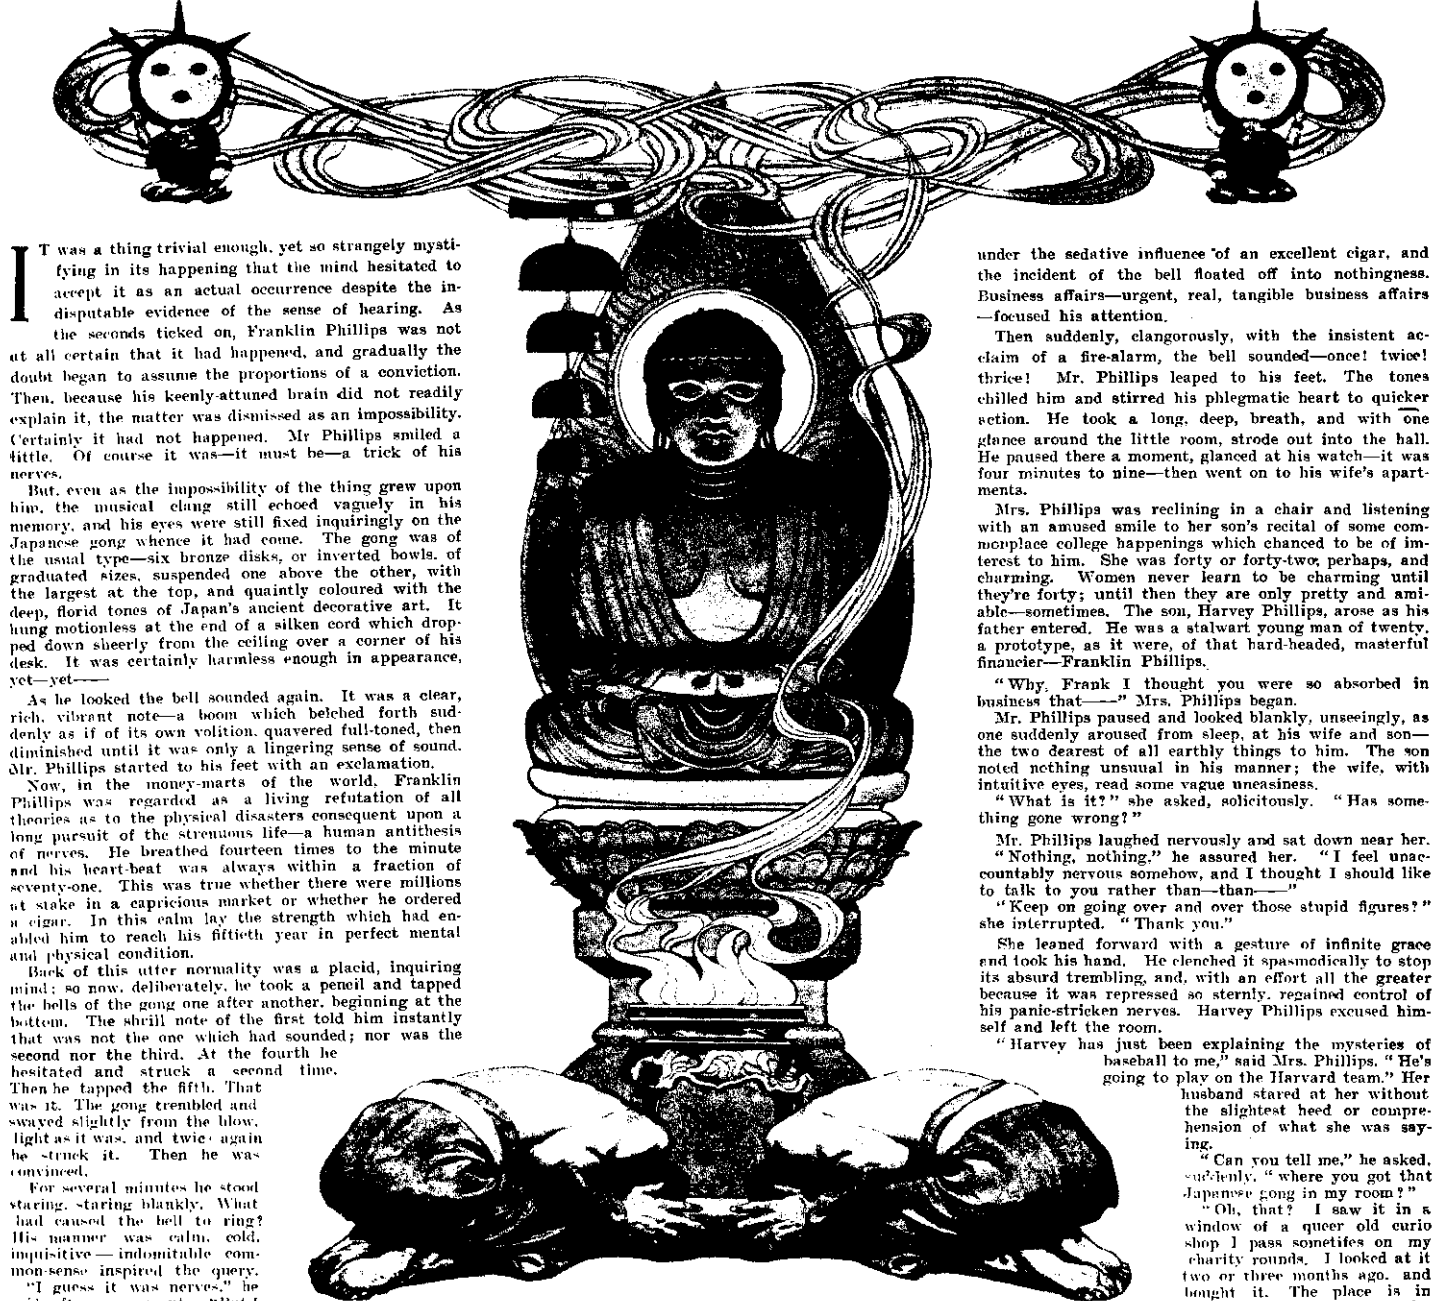 IT was a thing trivial enough, yet so strangely mysti-
fying in its happening that the mind hesitated to
accept it as an actual occurrence despite the in-
disputable evidence of the sense of hearing. As
the seconds ticked on, Franklin Phillips was not
at all certain that it had happened, and gradually the
doubt began to assume the proportions of a conviction.
Then, because his keenly-attuned brain did not readily
explain it, the matter was dismissed as an impossibility.
Certainly it had not happened. Mr Phillips smiled a
little. Of course it was—it must be—a trick of his
nerves.
But, even as the impossibility of the thing grew upon
him, the musical clang still echoed vaguely in his
memory, and his eyes were still fixed inquiringly on the
Japanese gong whence it had come. The gong was of
the usual type—six bronze disks, or inverted bowls, of
graduated sizes, suspended one above the other, with
the largest at the top, and quaintly coloured with the
deep, florid tones of Japan's ancient decorative art. It
hung motionless at the end of a silken cord which drop-
ped down sheerly from the ceiling over a corner of his
desk. It was certainly harmless enough in appearance,
yet—yet——
As he looked the bell sounded again. It was a clear,
rich, vibrant note—a boom which belched forth sud-
denly as if of its own volition, quavered full-toned, then
diminished until it was only a lingering sense of sound.
Mr. Phillips started to his feet with an exclamation.
Now, in the money-marts of the world, Franklin
Phillips was regarded as a living refutation of all
theories as to the physical disasters consequent upon a
long pursuit of the strenuous life—a human antithesis
of nerves. He breathed fourteen times to the minute
and his heart-beat was always within a fraction of
seventy-one. This was true whether there were millions
at stake in a capricious market or whether he ordered
a cigar. In this calm lay the strength which had en-
abled him to reach his fiftieth year in perfect mental
and physical condition.
Back of this utter normality was a placid, inquiring
mind; so now, deliberately, he took a pencil and tapped
the bells of the gong one after another, beginning at the
bottom. The shrill note of the first told him instantly
that was not the one which had sounded; nor was the
second nor the third. At the fourth he
hesitated and struck a second time.
Then he tapped the fifth. That
was it. The gong trembled and
swayed slightly from the blow,
light as it was, and twice again
he struck it. Then he was
convinced.
For several minutes he stood
staring, staring blankly. What
had caused the bell to ring?
His manner was calm, cold,
inquisitive—indomitable com-
mon-sense inspired the query.
"I guess it was nerves," he
under the sedative influence of an excellent cigar, and
the incident of the bell floated off into nothingness.
Business affairs—urgent, real, tangible business affairs
—focused his attention.
Then suddenly, clangorously, with the insistent ac-
claim of a fire-alarm, the bell sounded—once! twice!
thrice! Mr. Phillips leaped to his feet. The tones
chilled him and stirred his phlegmatic heart to quicker
action. He took a long, deep, breath, and with one
glance around the little room, strode out into the hall.
He paused there a moment, glanced at his watch—it was
four minutes to nine—then went on to his wife's apart-
ments.
Mrs. Phillips was reclining in a chair and listening
with an amused smile to her son's recital of some com-
monplace college happenings which chanced to be of im-
terest to him. She was forty or forty-two, perhaps, and
charming. Women never learn to be charming until
they're forty; until then they are only pretty and ami-
able—sometimes. The son, Harvey Phillips, arose as his
father entered. He was a stalwart young man of twenty,
a prototype, as it were, of that hard-headed, masterful
financier—Franklin Phillips.
"Why, Frank I thought you were so absorbed in
business that——" Mrs. Phillips began.
Mr. Phillips paused and looked blankly, unseeingly, as
one suddenly aroused from sleep, at his wife and son—
the two dearest of all earthly things to him. The son
noted nothing unsuual in his manner; the wife, with
intuitive eyes, read some vague uneasiness.
"What is it?" she asked, solicitously. "Has some-
thing gone wrong?"
Mr. Phillips laughed nervously and sat down near her.
"Nothing, nothing," he assured her. "I feel unac-
countably nervous somehow, and I thought I should like
to talk to you rather than—than——"
"Keep on going over and over those stupid figures?"
she interrupted. "Thank you."
She leaned forward with a gesture of infinite grace
and took his hand. He clenched it spasmodically to stop
its absurd trembling, and, with an effort all the greater
because it was repressed so sternly, regained control of
his panic-stricken nerves. Harvey Phillips excused him-
self and left the room.
"Harvey has just been explaining the mysteries of
baseball to me," said Mrs. Phillips. "He's
going to play on the Harvard team." Her
husband stared at her without
the slightest heed or compre-
hension of what she was say-
ing.
"Can you tell me," he asked,
suddenly, "where you got that
Japanese gong in my room?"
"Oh, that? I saw it in a
window of a queer old curio
shop I pass sometifes on my
charity rounds. I looked at it
two or three months ago, and
bought it. The place is in